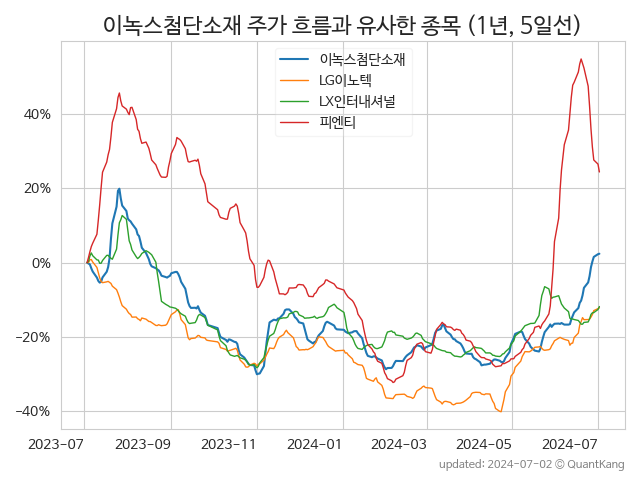 이녹스첨단소재 주가 흐름과 유사한 종목 (1년, 5일선)
이녹스첨단소재
LG이노텍
LX인터내셔널
피엔티
40%
20%
0%
−20%
−40%
2023-07 2023-09 2023-11 2024-01 2024-03 2024-05 2024-07
updated: 2024-07-02 © QuantKang